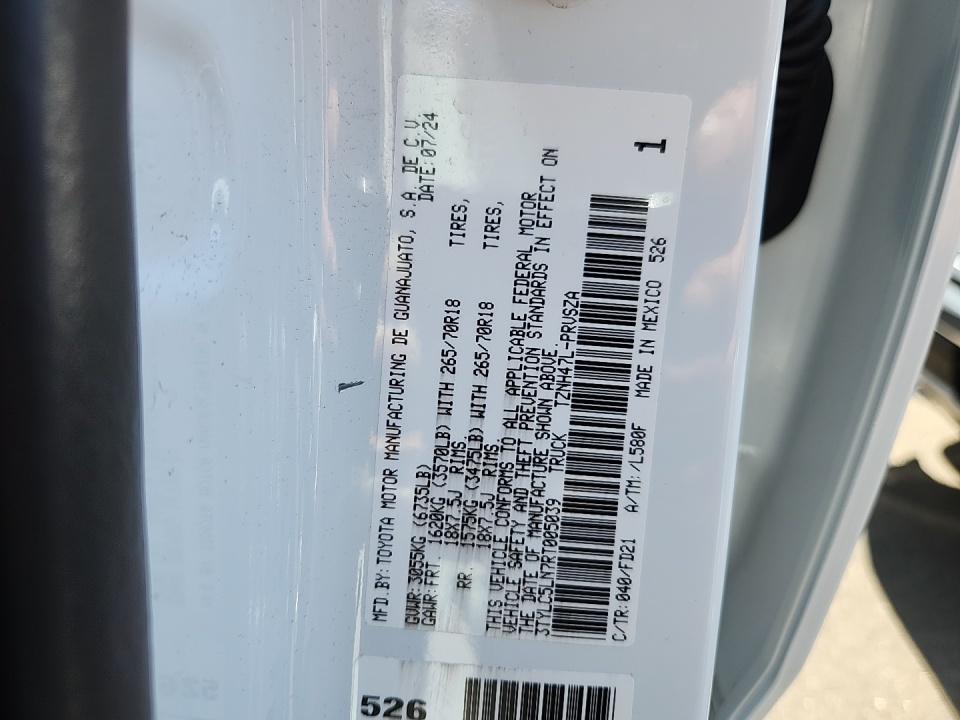 MFD.BY: TOYOTA MOTOR MANUFACTURING DE GUANAJUATO, S.A. DE C.V.
DATE: 07/24
GVWR: 3055KG (6735LB)
GAWR: FRT. 1620KG (3570LB) WITH 265/70R18 TIRES,
18X7.5J RIMS
RR. 1575KG (3475LB) WITH 265/70R18 TIRES,
18X7.5J RIMS.
THIS VEHICLE CONFORMS TO ALL APPLICABLE FEDERAL MOTOR
VEHICLE SAFETY AND THEFT PREVENTION STANDARDS IN EFFECT ON
THE DATE OF MANUFACTURE SHOWN ABOVE.
3TYLC5LN7RT005039 TRUCK TZNH47L-PRVSZA
C/TR: 040/FD21 A/TM: /L580F MADE IN MEXICO 526
1
526